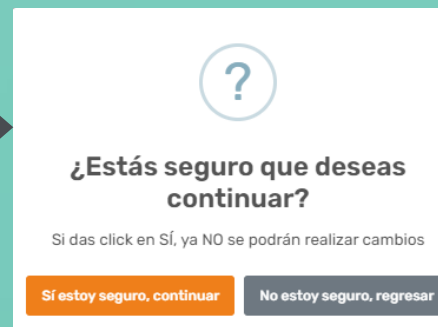 ?
¿Estás seguro que deseas
continuar?
Si das click en SÍ, ya NO se podrán realizar cambios
Sí estoy seguro, continuar
No estoy seguro, regresar